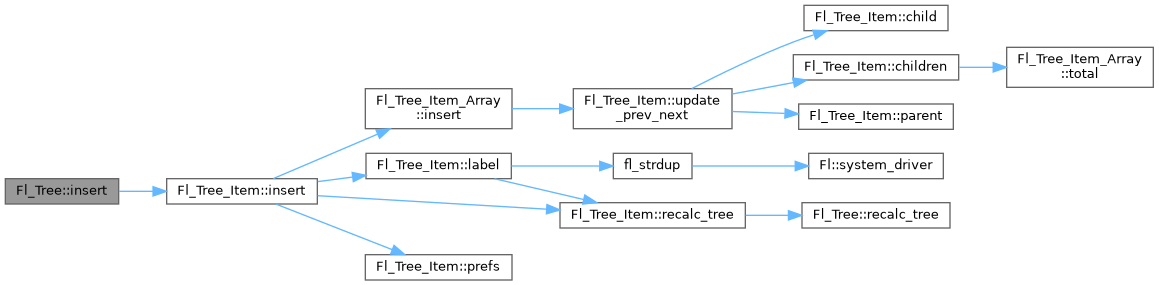 Fl_Tree_Item::child
Fl_Tree_Item::children
Fl_Tree_Item_Array
::total
Fl_Tree_Item_Array
::insert
Fl_Tree_Item::update
_prev_next
Fl_Tree_Item::parent
Fl_Tree_Item::label
fl_strdup
Fl::system_driver
Fl_Tree::insert
Fl_Tree_Item::insert
Fl_Tree_Item::recalc_tree
Fl_Tree::recalc_tree
Fl_Tree_Item::prefs